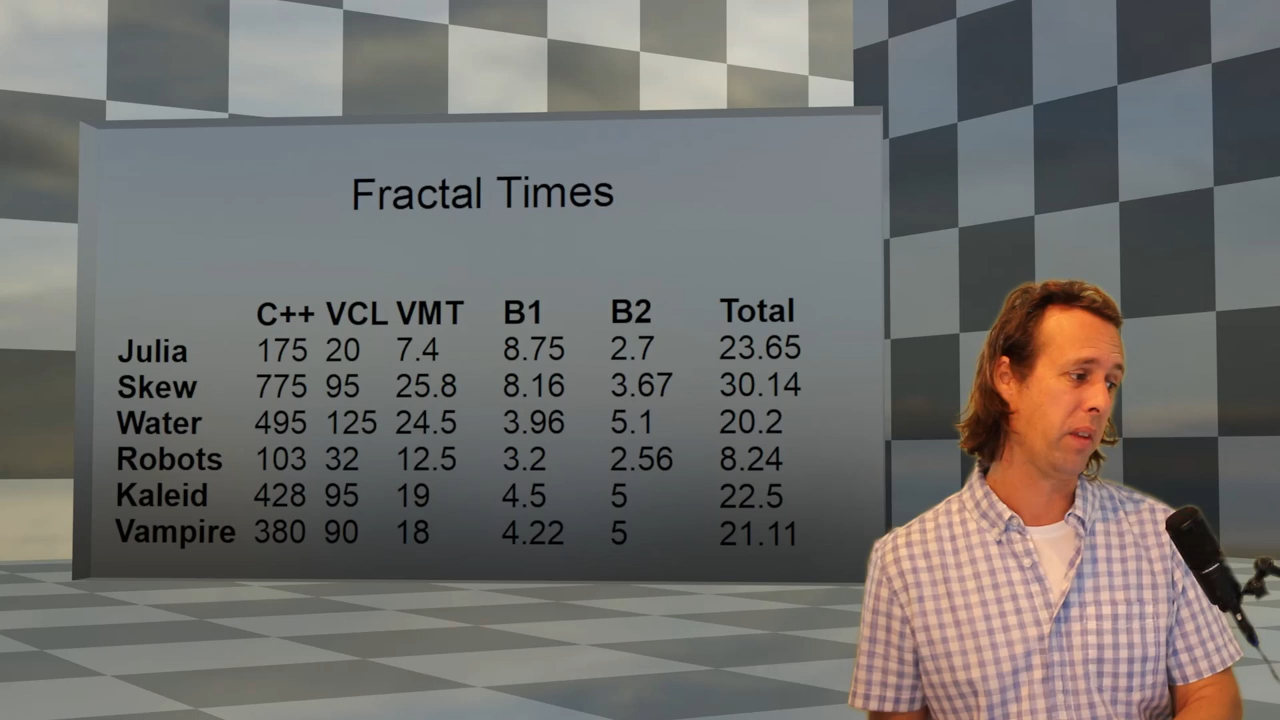 Fractal Times
C++ VCL VMT B1 B2 Total
Julia 175 20 7.4 8.75 2.7 23.65
Skew 775 95 25.8 8.16 3.67 30.14
Water 495 125 24.5 3.96 5.1 20.2
Robots 103 32 12.5 3.2 2.56 8.24
Kaleid 428 95 19 4.5 5 22.5
Vampire 380 90 18 4.22 5 21.11